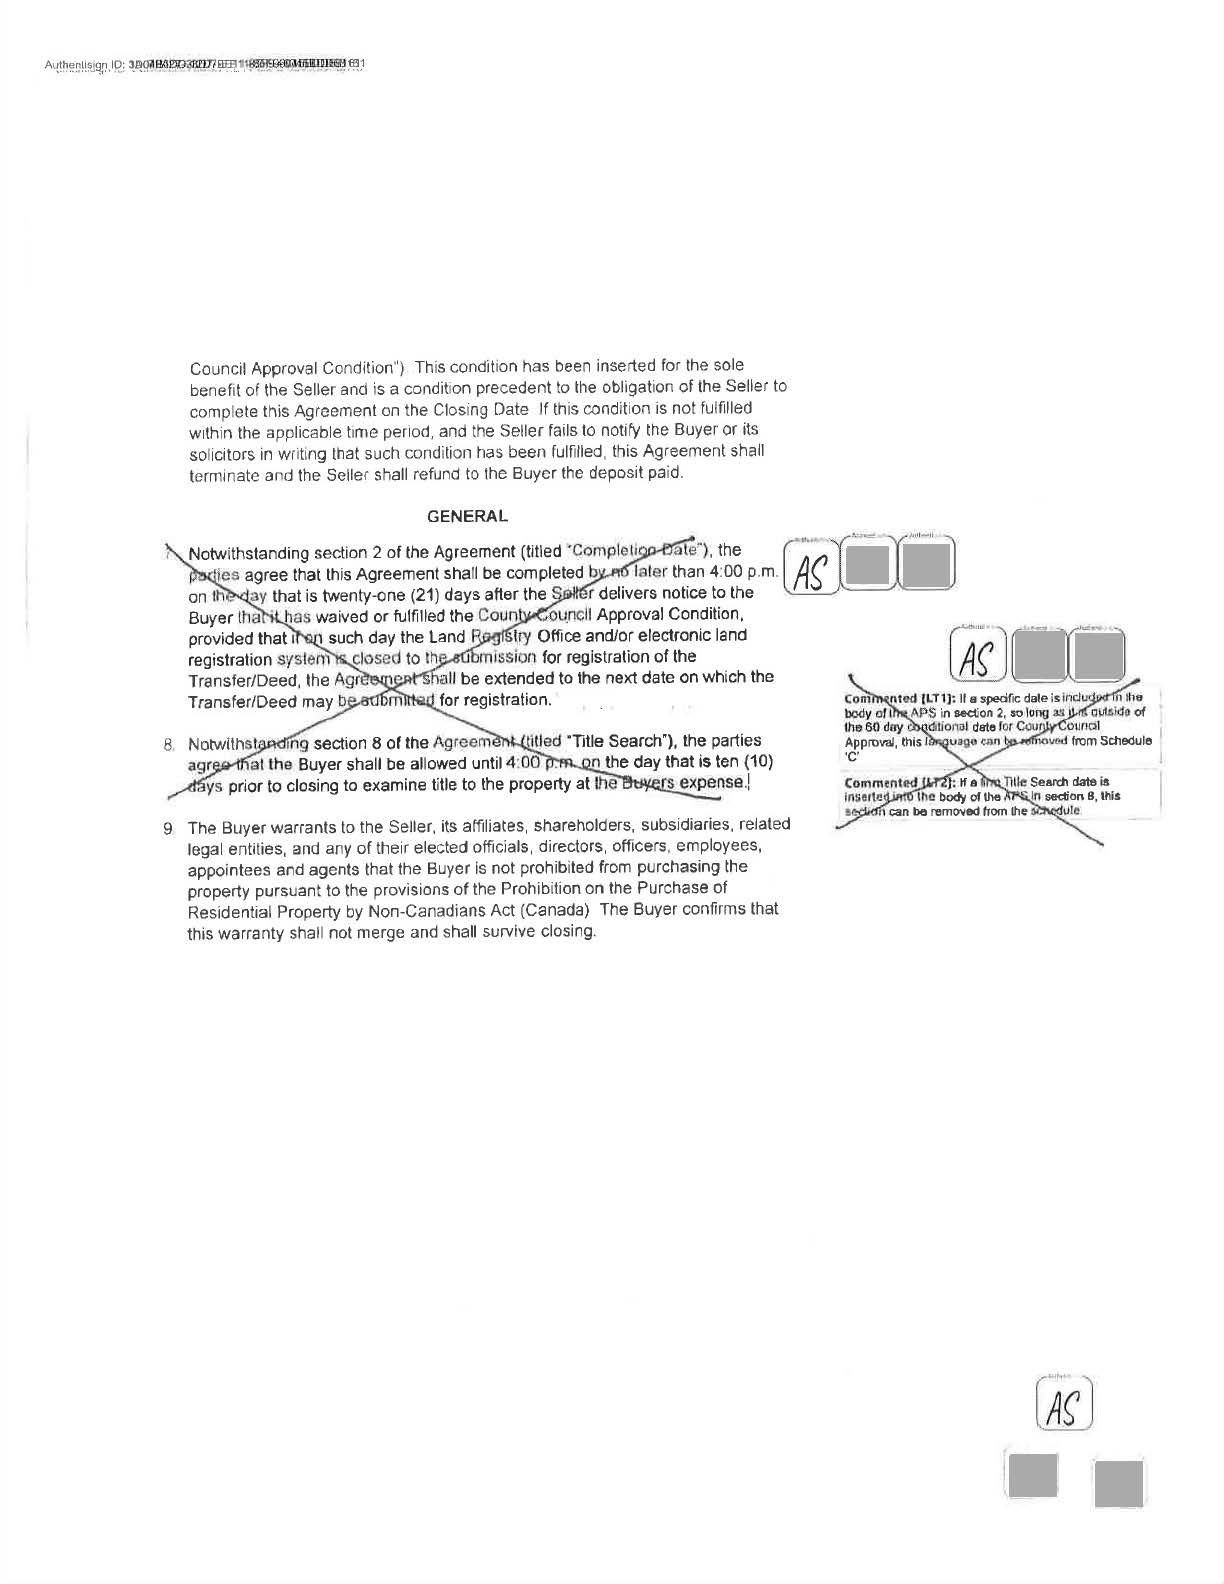 Authentisign ID:
Council Approval Condition") This condition has been inserted for the sole
benefit of the Seller and is a condition precedent to the obligation of the Seller to
complete this Agreement on the Closing Date If this condition is not fulfilled
within the applicable time period, and the Seller fails to notify the Buyer or its
solicitors in writing that such condition has been fulfilled, this Agreement shall
terminate and the Seller shall refund to the Buyer the deposit paid.
GENERAL
7. Notwithstanding section 2 of the Agreement (titled "Completion Date"), the
parties agree that this Agreement shall be completed by no later than 4:00 p.m.
on the day that is twenty-one (21) days after the Seller delivers notice to the
Buyer that it has waived or fulfilled the County Council Approval Condition,
provided that if on such day the Land Registry Office and/or electronic land
registration system is closed to the submission for registration of the
Transfer/Deed, the Agreement shall be extended to the next date on which the
Transfer/Deed may be submitted for registration.
AS
AS
Commented [LT1]: If a specific date is included in the
body of the APS in section 2, so long as it is outside of
the 60 day conditional date for County Council
Approval, this language can be removed from Schedule
'C'
8. Notwithstanding section 8 of the Agreement (titled "Title Search"), the parties
agree that the Buyer shall be allowed until 4:00 p.m. on the day that is ten (10)
days prior to closing to examine title to the property at the Buyers expense.
Commented [LT2]: If a firm Title Search date is
inserted into the body of the APS in section 8, this
section can be removed from the schedule.
9 The Buyer warrants to the Seller, its affiliates, shareholders, subsidiaries, related
legal entities, and any of their elected officials, directors, officers, employees,
appointees and agents that the Buyer is not prohibited from purchasing the
property pursuant to the provisions of the Prohibition on the Purchase of
Residential Property by Non-Canadians Act (Canada) The Buyer confirms that
this warranty shall not merge and shall survive closing.
AS